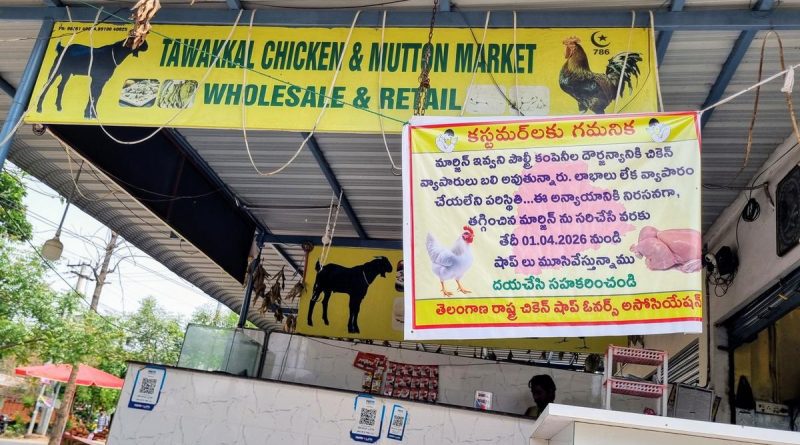 TAWAKKAL CHICKEN & MUTTON MARKET
786
WHOLESALE & RETAIL
కస్టమర్‌లకు గమనిక
మార్జిన్ ఇవ్వని పౌల్ట్రీ కంపెనీల దౌర్జన్యానికి చికెన్
వ్యాపారులు బలి అవుతున్నారు. లాభాలు లేక వ్యాపారం
చేయలేని పరిస్థితి...ఈ అన్యాయానికి నిరసనగా,
తగ్గించిన మార్జిన్ ను సరిచేసే వరకు
తేదీ 01.04.2026 నుండి
షాప్ లు మూసివేస్తున్నాము
దయచేసి సహకరించండి
తెలంగాణ రాష్ట్ర చికెన్ షాప్ ఓనర్స్ అసోసియేషన్